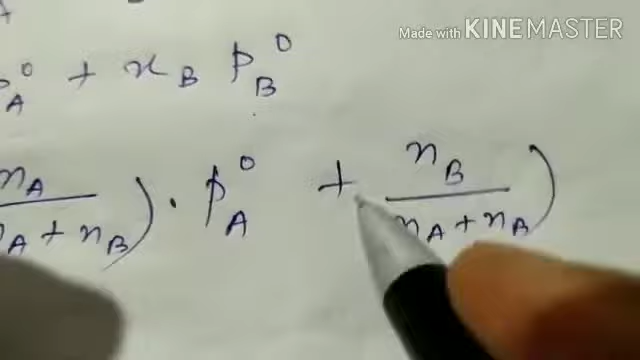 Made with KINEMASTER
p_A^0 + x_B p_B^0
n_A/(n_A + n_B)) . p_A^0 + n_B/(n_A + n_B))